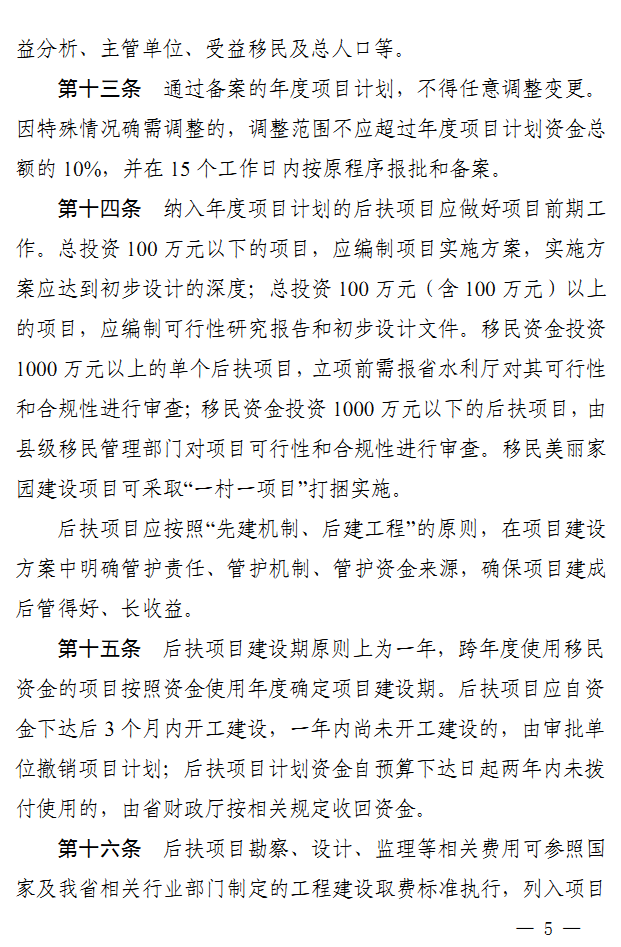 益分析、主管单位、受益移民及总人口等。
第十三条 通过备案的年度项目计划，不得任意调整变更。
因特殊情况确需调整的，调整范围不应超过年度项目计划资金总
额的 10%，并在 15 个工作日内按原程序报批和备案。
第十四条 纳入年度项目计划的后扶项目应做好项目前期工
作。总投资 100 万元以下的项目，应编制项目实施方案，实施方
案应达到初步设计的深度；总投资 100 万元（含 100 万元）以上
的项目，应编制可行性研究报告和初步设计文件。移民资金投资
1000 万元以上的单个后扶项目，立项前需报省水利厅对其可行性
和合规性进行审查；移民资金投资 1000 万元以下的后扶项目，由
县级移民管理部门对项目可行性和合规性进行审查。移民美丽家
园建设项目可采取“一村一项目”打捆实施。
后扶项目应按照“先建机制、后建工程”的原则，在项目建设
方案中明确管护责任、管护机制、管护资金来源，确保项目建成
后管得好、长收益。
第十五条 后扶项目建设期原则上为一年，跨年度使用移民
资金的项目按照资金使用年度确定项目建设期。后扶项目应自资
金下达后 3 个月内开工建设，一年内尚未开工建设的，由审批单
位撤销项目计划；后扶项目计划资金自预算下达日起两年内未拨
付使用的，由省财政厅按相关规定收回资金。
第十六条 后扶项目勘察、设计、监理等相关费用可参照国
家及我省相关行业部门制定的工程建设取费标准执行，列入项目
— 5 —